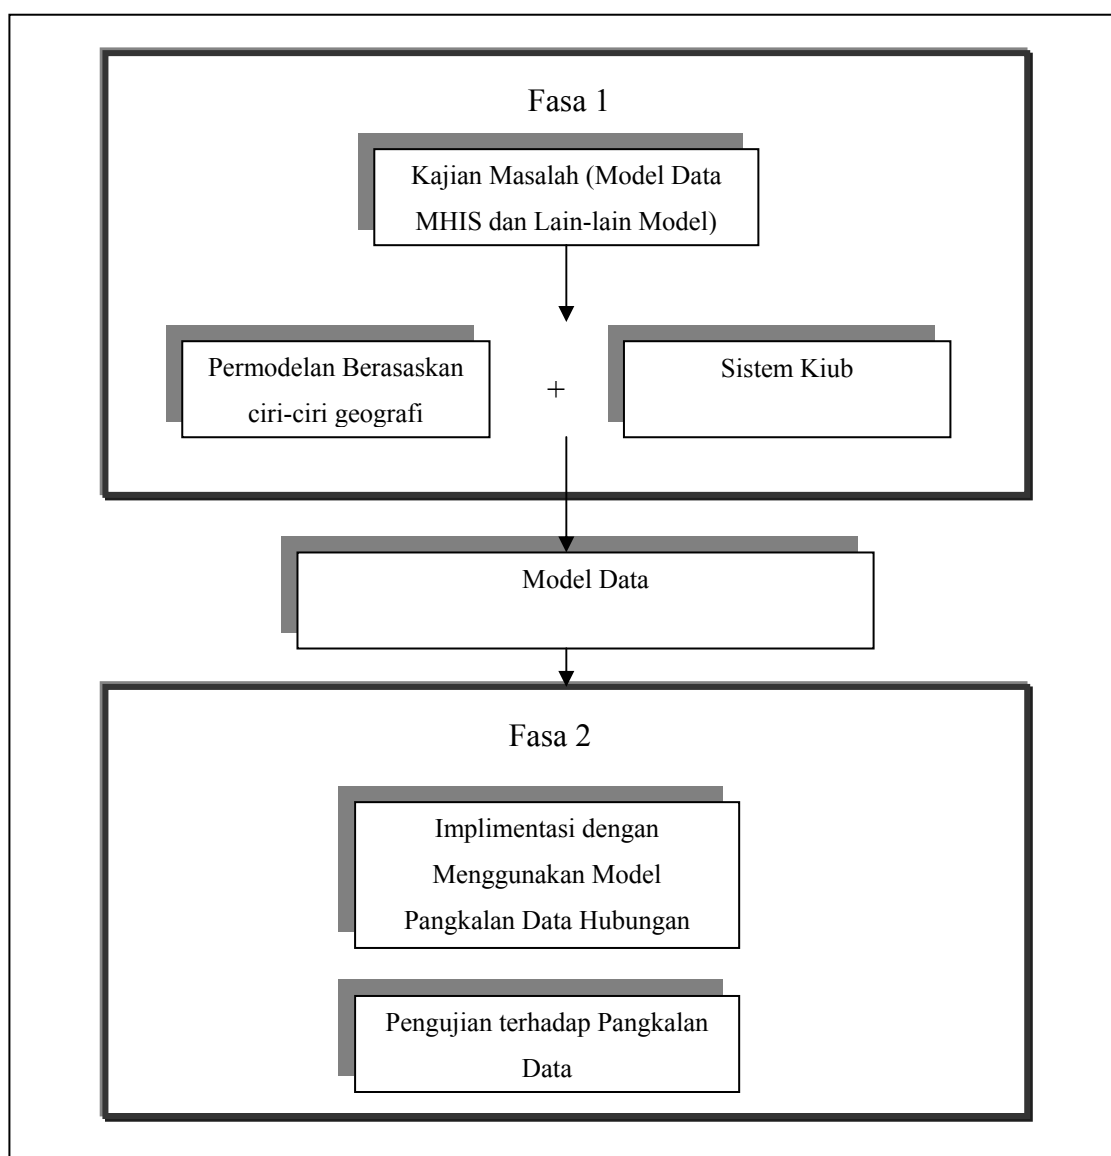 Fasa 1
Kajian Masalah (Model Data
MHIS dan Lain-lain Model)
Permodelan Berasaskan
ciri-ciri geografi
+
Sistem Kiub
Model Data
Fasa 2
Implimentasi dengan
Menggunakan Model
Pangkalan Data Hubungan
Pengujian terhadap Pangkalan
Data